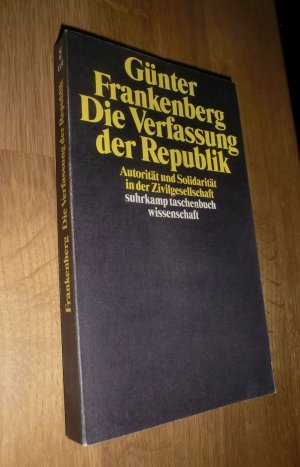 Günter
Frankenberg
Die Verfassung
der Republik
Autorität und Solidarität
in der Zivilgesellschaft
suhrkamp taschenbuch
wissenschaft
Frankenberg Die Verfassung der Republik